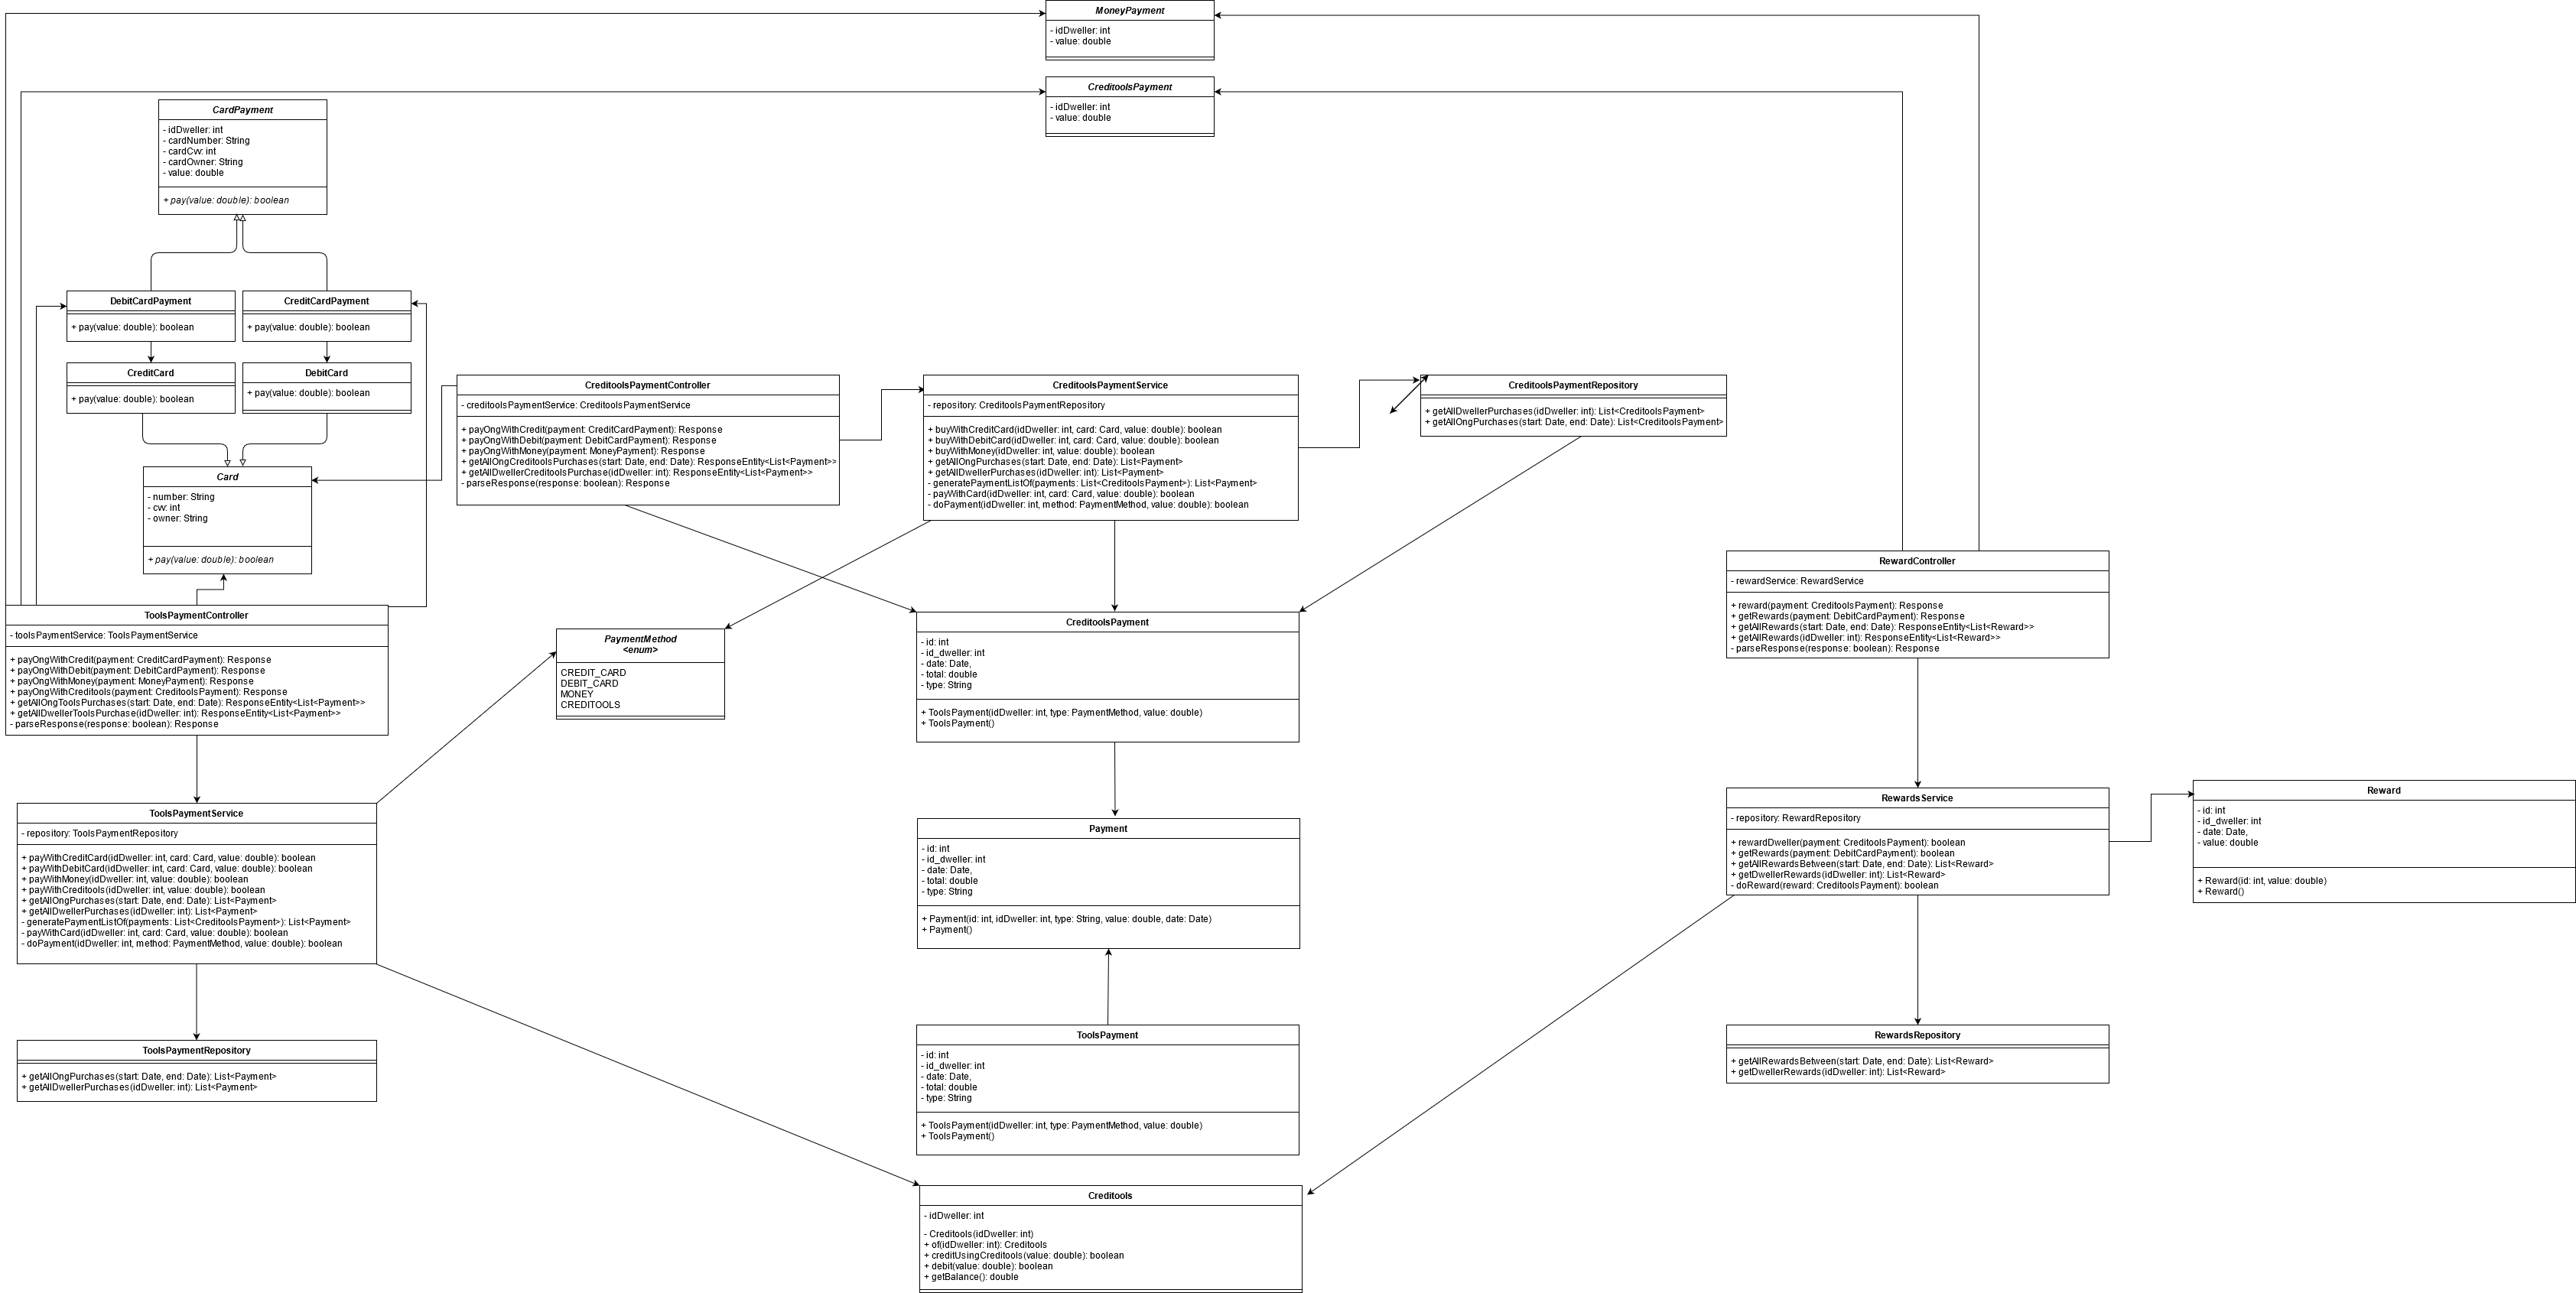 MoneyPayment
- idDweller: int
- value: double
CreditoolsPayment
- idDweller: int
- value: double
CardPayment
- idDweller: int
- cardNumber: String
- cardCvv: int
- cardOwner: String
- value: double
+ pay(value: double): boolean
DebitCardPayment
+ pay(value: double): boolean
CreditCardPayment
+ pay(value: double): boolean
CreditCard
+ pay(value: double): boolean
DebitCard
+ pay(value: double): boolean
Card
- number: String
- cvv: int
- owner: String
+ pay(value: double): boolean
CreditoolsPaymentController
- creditoolsPaymentService: CreditoolsPaymentService
+ payOngWithCredit(payment: CreditCardPayment): Response
+ payOngWithDebit(payment: DebitCardPayment): Response
+ payOngWithMoney(payment: MoneyPayment): Response
+ getAllOngCreditoolsPurchases(start: Date, end: Date): ResponseEntity<List<Payment>>
+ getAllDwellerCreditoolsPurchase(idDweller: int): ResponseEntity<List<Payment>>
- parseResponse(response: boolean): Response
CreditoolsPaymentService
- repository: CreditoolsPaymentRepository
+ buyWithCreditCard(idDweller: int, card: Card, value: double): boolean
+ buyWithDebitCard(idDweller: int, card: Card, value: double): boolean
+ buyWithMoney(idDweller: int, value: double): boolean
+ getAllOngPurchases(start: Date, end: Date): List<Payment>
+ getAllDwellerPurchases(idDweller: int): List<Payment>
- generatePaymentListOf(payments: List<CreditoolsPayment>): List<Payment>
- payWithCard(idDweller: int, card: Card, value: double): boolean
- doPayment(idDweller: int, method: PaymentMethod, value: double): boolean
CreditoolsPaymentRepository
+ getAllDwellerPurchases(idDweller: int): List<CreditoolsPayment>
+ getAllOngPurchases(start: Date, end: Date): List<CreditoolsPayment>
RewardController
- rewardService: RewardService
+ reward(payment: CreditoolsPayment): Response
+ getRewards(payment: DebitCardPayment): Response
+ getAllRewards(start: Date, end: Date): ResponseEntity<List<Reward>>
+ getAllRewards(idDweller: int): ResponseEntity<List<Reward>>
- parseResponse(response: boolean): Response
ToolsPaymentController
- toolsPaymentService: ToolsPaymentService
+ payOngWithCredit(payment: CreditCardPayment): Response
+ payOngWithDebit(payment: DebitCardPayment): Response
+ payOngWithMoney(payment: MoneyPayment): Response
+ payOngWithCreditools(payment: CreditoolsPayment): Response
+ getAllOngToolsPurchases(start: Date, end: Date): ResponseEntity<List<Payment>>
+ getAllDwellerToolsPurchase(idDweller: int): ResponseEntity<List<Payment>>
- parseResponse(response: boolean): Response
PaymentMethod
<enum>
CREDIT_CARD
DEBIT_CARD
MONEY
CREDITOOLS
CreditoolsPayment
- id: int
- id_dweller: int
- date: Date,
- total: double
- type: String
+ ToolsPayment(idDweller: int, type: PaymentMethod, value: double)
+ ToolsPayment()
ToolsPaymentService
- repository: ToolsPaymentRepository
+ payWithCreditCard(idDweller: int, card: Card, value: double): boolean
+ payWithDebitCard(idDweller: int, card: Card, value: double): boolean
+ payWithMoney(idDweller: int, value: double): boolean
+ payWithCreditools(idDweller: int, value: double): boolean
+ getAllOngPurchases(start: Date, end: Date): List<Payment>
+ getAllDwellerPurchases(idDweller: int): List<Payment>
- generatePaymentListOf(payments: List<CreditoolsPayment>): List<Payment>
- payWithCard(idDweller: int, card: Card, value: double): boolean
- doPayment(idDweller: int, method: PaymentMethod, value: double): boolean
Payment
- id: int
- id_dweller: int
- date: Date,
- total: double
- type: String
+ Payment(id: int, idDweller: int, type: String, value: double, date: Date)
+ Payment()
RewardsService
- repository: RewardRepository
+ rewardDweller(payment: CreditoolsPayment): boolean
+ getRewards(payment: DebitCardPayment): boolean
+ getAllRewardsBetween(start: Date, end: Date): List<Reward>
+ getDwellerRewards(idDweller: int): List<Reward>
- doReward(reward: CreditoolsPayment): boolean
Reward
- id: int
- id_dweller: int
- date: Date,
- value: double
+ Reward(id: int, value: double)
+ Reward()
ToolsPaymentRepository
+ getAllOngPurchases(start: Date, end: Date): List<Payment>
+ getAllDwellerPurchases(idDweller: int): List<Payment>
ToolsPayment
- id: int
- id_dweller: int
- date: Date,
- total: double
- type: String
+ ToolsPayment(idDweller: int, type: PaymentMethod, value: double)
+ ToolsPayment()
RewardsRepository
+ getAllRewardsBetween(start: Date, end: Date): List<Reward>
+ getDwellerRewards(idDweller: int): List<Reward>
Creditools
- idDweller: int
- Creditools(idDweller: int)
+ of(idDweller: int): Creditools
+ creditUsingCreditools(value: double): boolean
+ debit(value: double): boolean
+ getBalance(): double